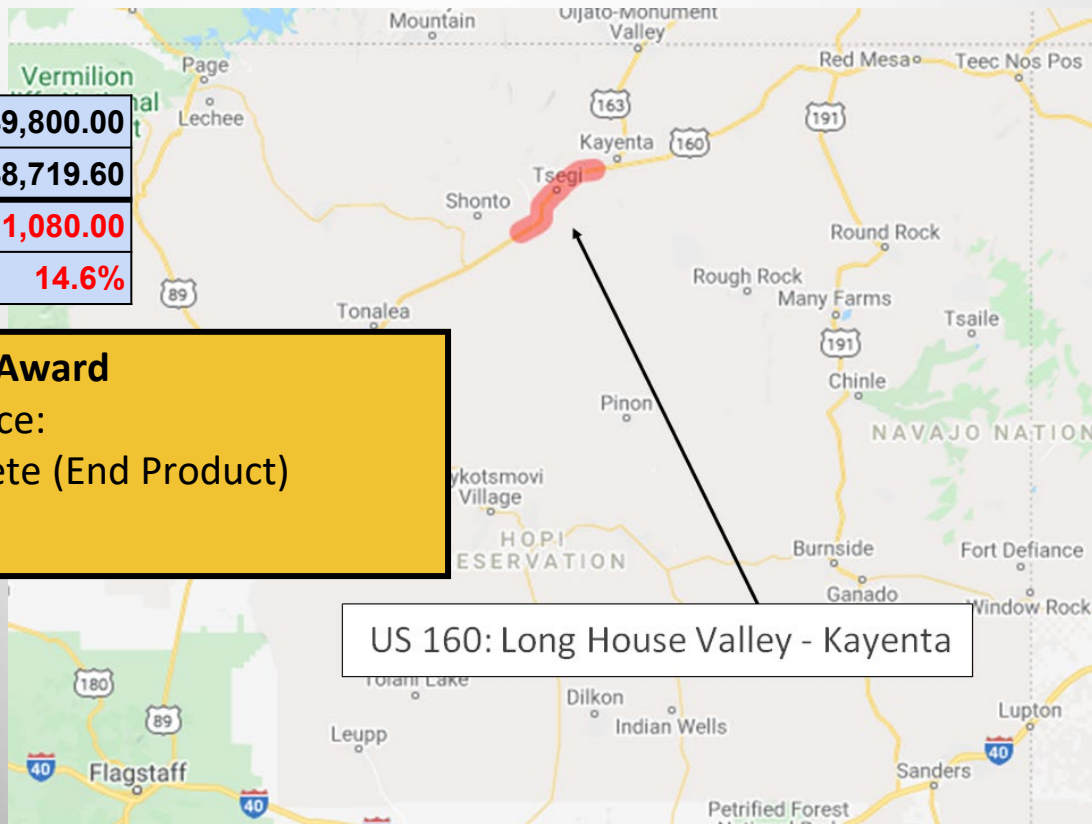 Mountain
Oljato-Monument
Valley
Page
Vermilion
Red Mesa
Teec Nos Pos
Lechee
163
191
9,800.00
8,719.60
1,080.00
14.6%
Kayenta
160
Tsegi
Shonto
Round Rock
89
Rough Rock
Many Farms
Tonalea
Tsaile
191
Award
ce:
ete (End Product)
Chinle
Pinon
NAVAJO NATION
ykotsmovi
Village
HOPI
ESERVATION
Burnside
Fort Defiance
Ganado
Window Rock
US 160: Long House Valley - Kayenta
Tolani Lake
180
89
Dilkon
Indian Wells
Leupp
Lupton
40
Flagstaff
40
40
Sanders
Petrified Forest